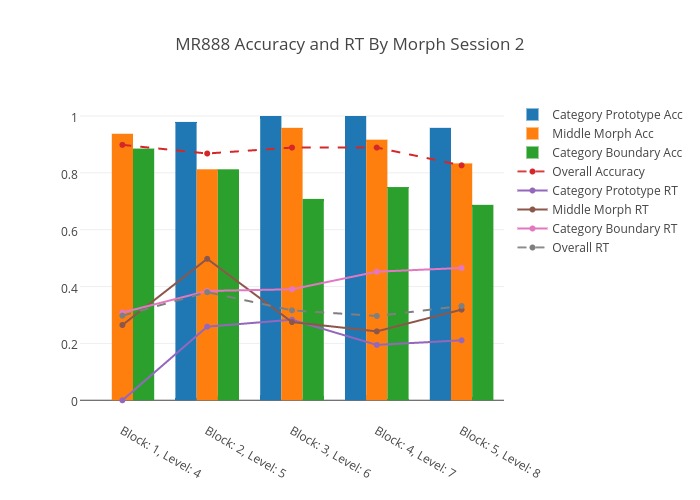 MR888 Accuracy and RT By Morph Session 2
1
0.8
0.6
0.4
0.2
0
Block: 1, Level: 4
Block: 2, Level: 5
Block: 3, Level: 6
Block: 4, Level: 7
Block: 5, Level: 8
Category Prototype Acc
Middle Morph Acc
Category Boundary Acc
Overall Accuracy
Category Prototype RT
Middle Morph RT
Category Boundary RT
Overall RT